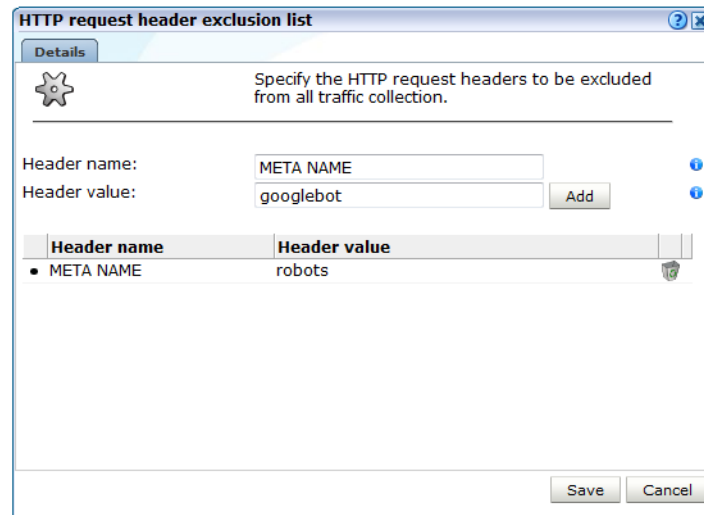 HTTP request header exclusion list
Details
Specify the HTTP request headers to be excluded
from all traffic collection.
Header name: META NAME
Header value: googlebot Add
Header name Header value
META NAME robots
Save Cancel